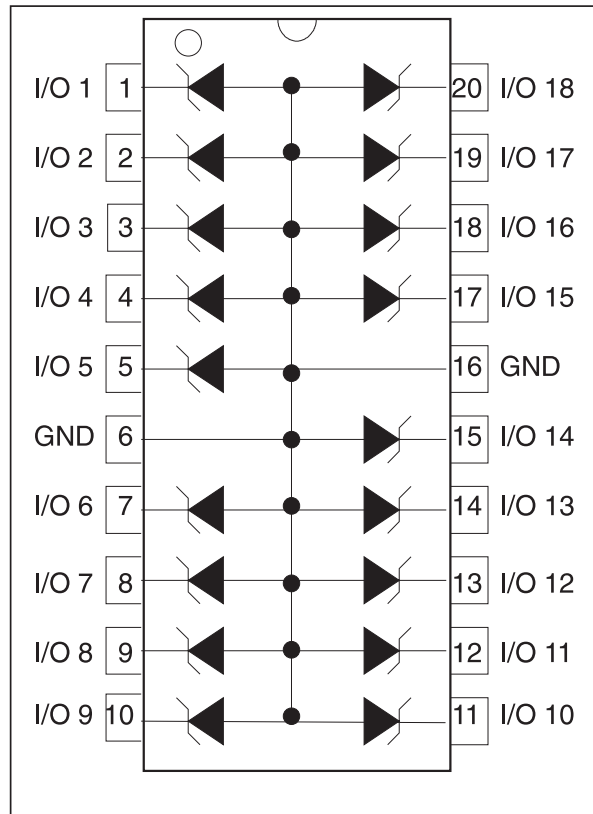 I/O 1 1 20 I/O 18
I/O 2 2 19 I/O 17
I/O 3 3 18 I/O 16
I/O 4 4 17 I/O 15
I/O 5 5 16 GND
GND 6 15 I/O 14
I/O 6 7 14 I/O 13
I/O 7 8 13 I/O 12
I/O 8 9 12 I/O 11
I/O 9 10 11 I/O 10